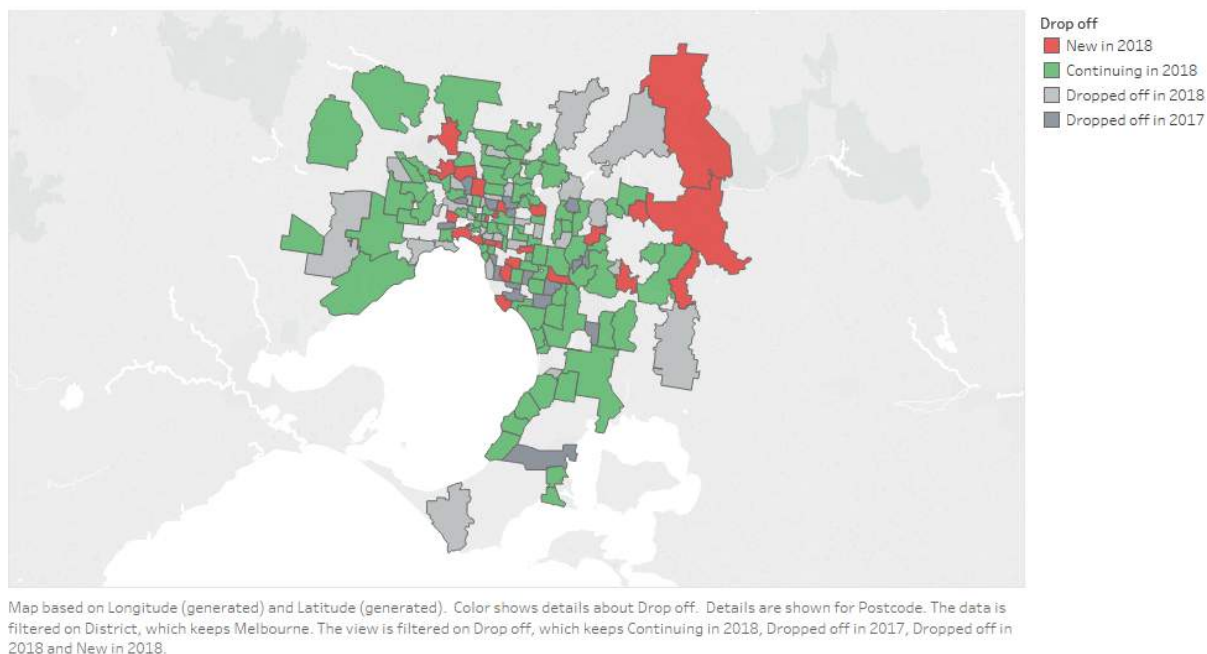 Drop off
New in 2018
Continuing in 2018
Dropped off in 2018
Dropped off in 2017
Map based on Longitude (generated) and Latitude (generated). Color shows details about Drop off. Details are shown for Postcode. The data is
filtered on District, which keeps Melbourne. The view is filtered on Drop off, which keeps Continuing in 2018, Dropped off in 2017, Dropped off in
2018 and New in 2018.